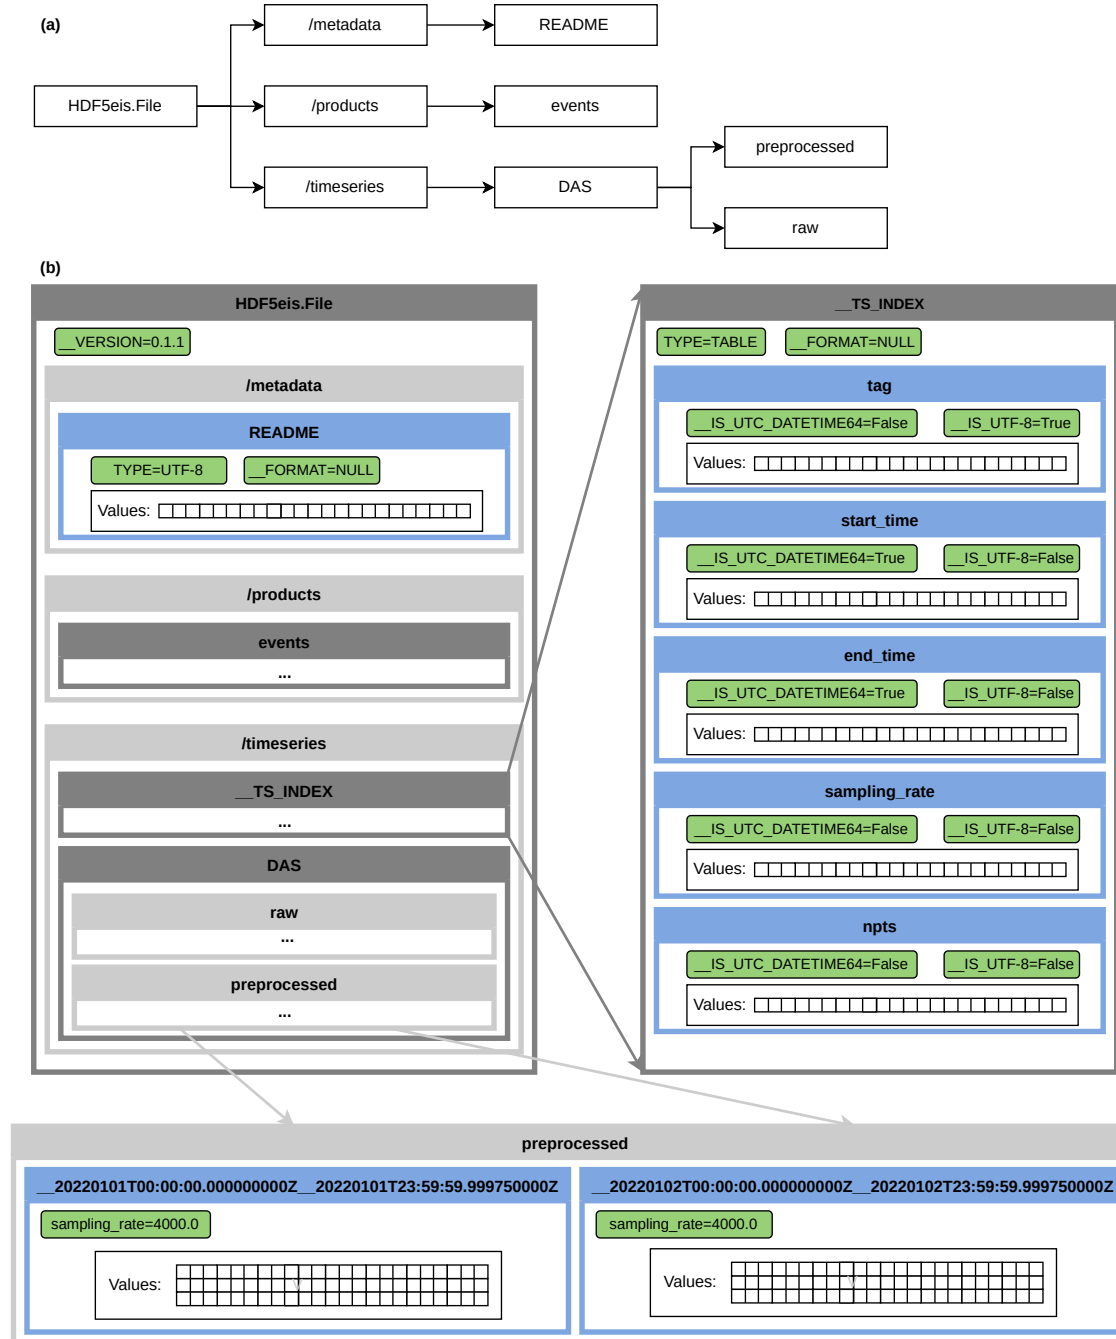 (a)
/metadata
README
HDF5eis.File
/products
events
preprocessed
/timeseries
DAS
raw
(b)
HDF5eis.File
__VERSION=0.1.1
/metadata
README
TYPE=UTF-8
__FORMAT=NULL
Values:
/products
events
...
/timeseries
__TS_INDEX
...
DAS
raw
...
preprocessed
...
__TS_INDEX
TYPE=TABLE
__FORMAT=NULL
tag
__IS_UTC_DATETIME64=False
__IS_UTF-8=True
Values:
start_time
__IS_UTC_DATETIME64=True
__IS_UTF-8=False
Values:
end_time
__IS_UTC_DATETIME64=True
__IS_UTF-8=False
Values:
sampling_rate
__IS_UTC_DATETIME64=False
__IS_UTF-8=False
Values:
npts
__IS_UTC_DATETIME64=False
__IS_UTF-8=False
Values:
preprocessed
__20220101T00:00:00.000000000Z__20220101T23:59:59.999750000Z
sampling_rate=4000.0
Values:
__20220102T00:00:00.000000000Z__20220102T23:59:59.999750000Z
sampling_rate=4000.0
Values: